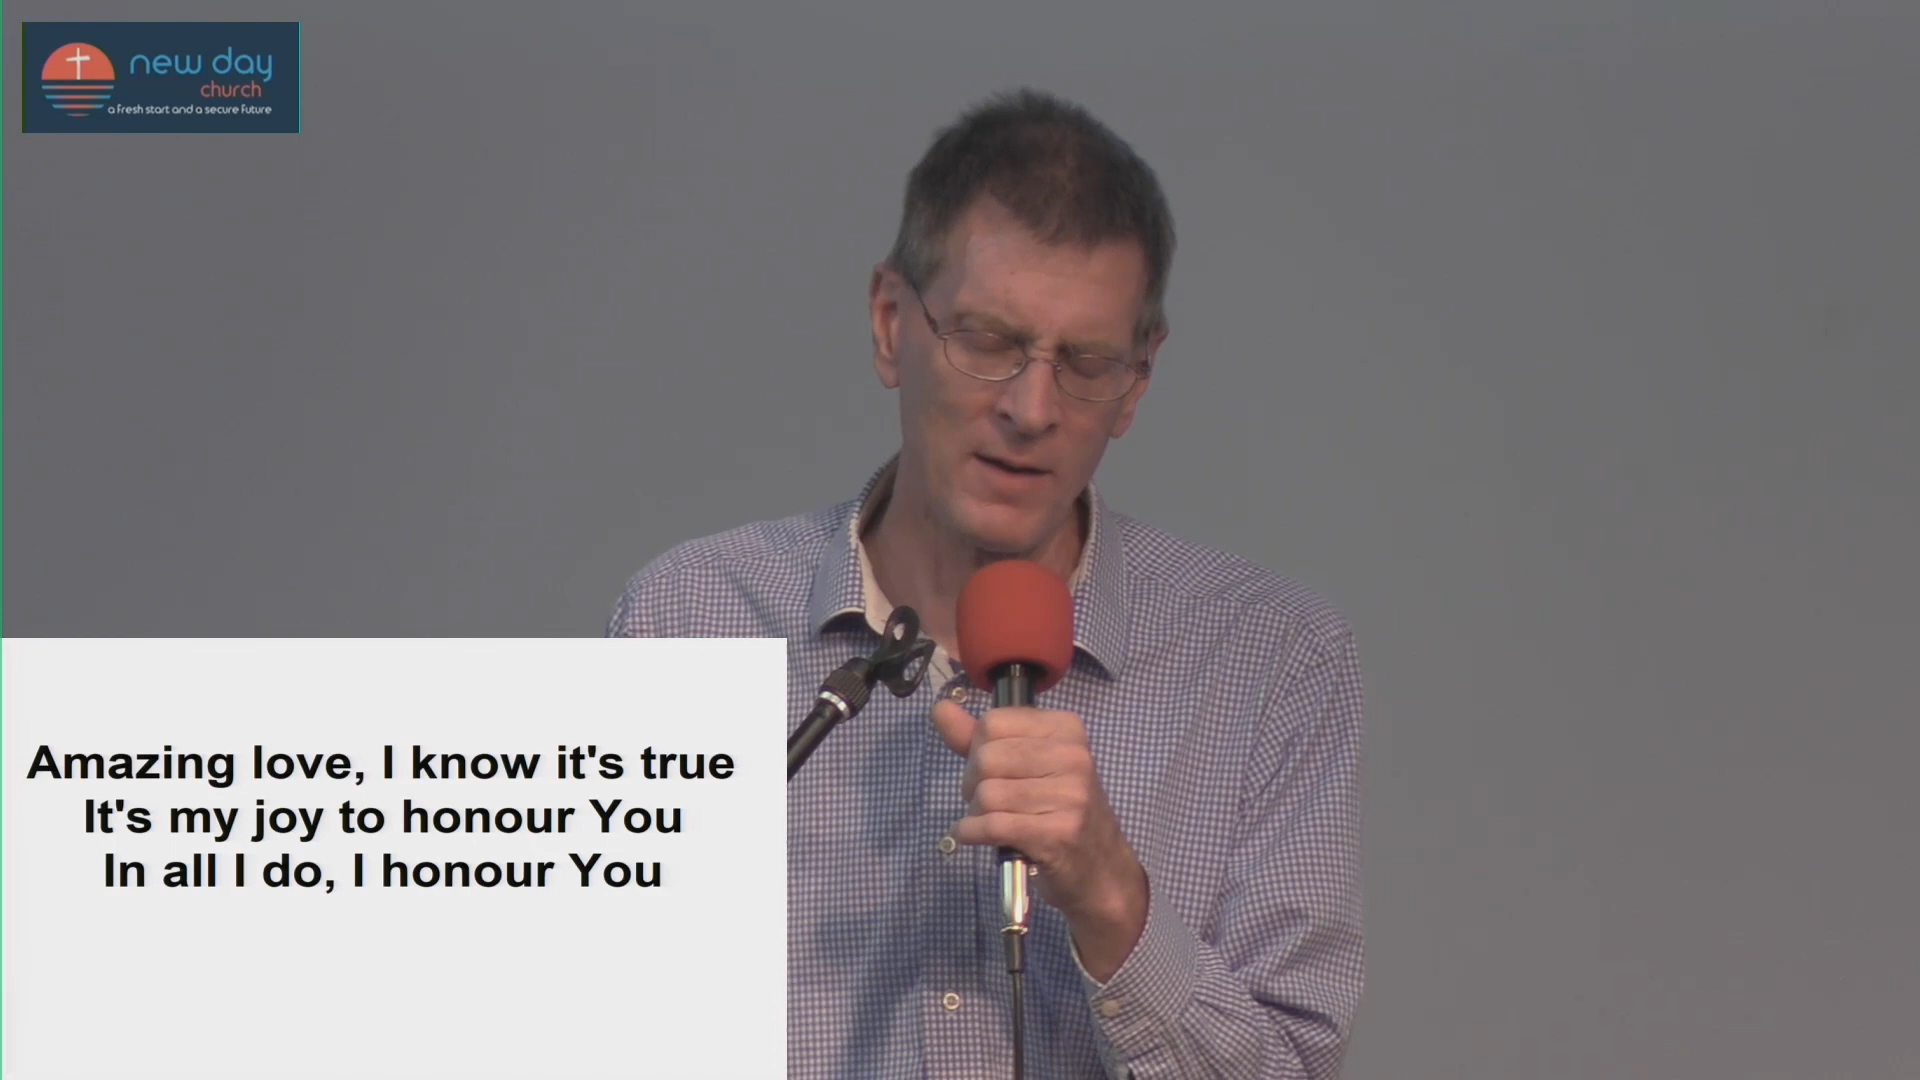 new day
church
a fresh start and a secure future
Amazing love, I know it's true
It's my joy to honour You
In all I do, I honour You